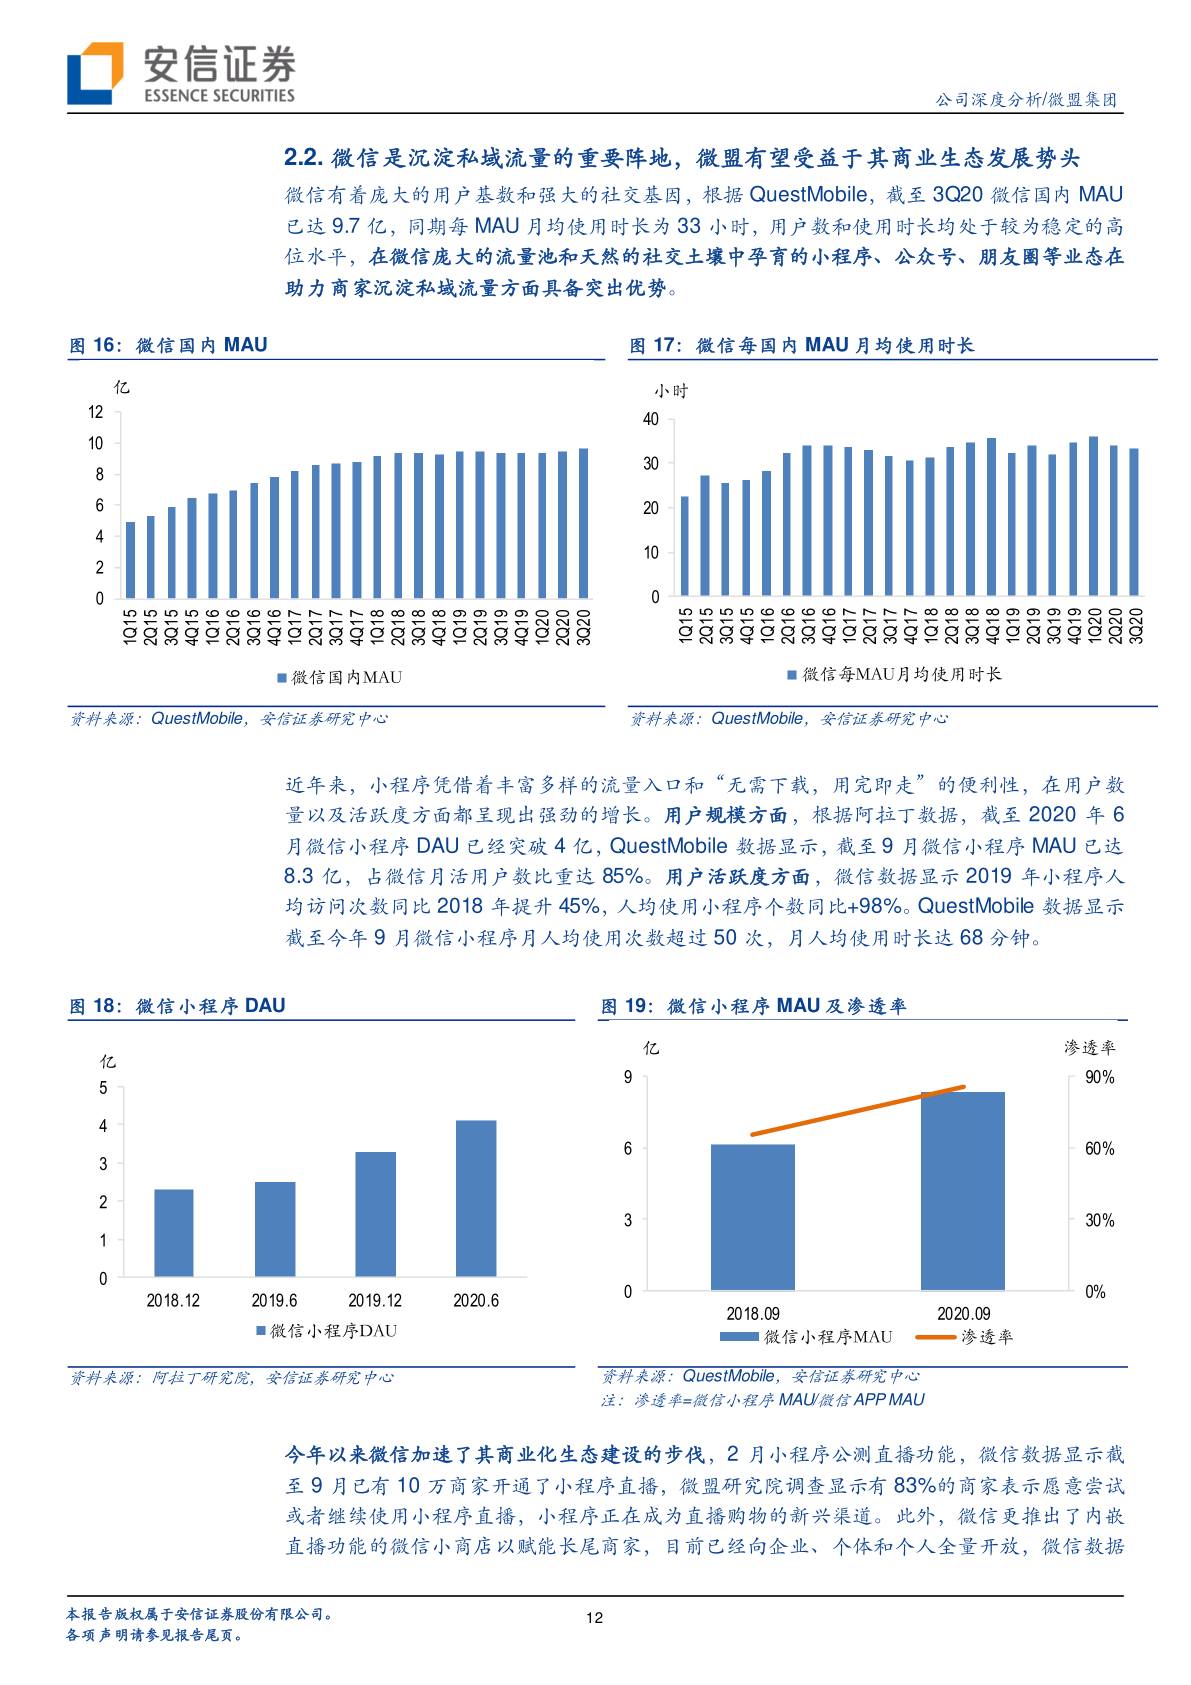 安信证券
ESSENCE SECURITIES
公司深度分析/微盟集团
2.2. 微信是沉淀私域流量的重要阵地，微盟有望受益于其商业生态发展势头
微信有着庞大的用户基数和强大的社交基因，根据 QuestMobile，截至 3Q20 微信国内 MAU
已达 9.7 亿，同期每 MAU 月均使用时长为 33 小时，用户数和使用时长均处于较为稳定的高
位水平，在微信庞大的流量池和天然的社交土壤中孕育的小程序、公众号、朋友圈等业态在
助力商家沉淀私域流量方面具备突出优势。
图 16：微信国内 MAU
亿
12
10
8
6
4
2
0
1Q15 2Q15 3Q15 4Q15 1Q16 2Q16 3Q16 4Q16 1Q17 2Q17 3Q17 4Q17 1Q18 2Q18 3Q18 4Q18 1Q19 2Q19 3Q19 4Q19 1Q20 2Q20 3Q20
微信国内MAU
资料来源：QuestMobile，安信证券研究中心
图 17：微信每国内 MAU 月均使用时长
小时
40
30
20
10
0
1Q15 2Q15 3Q15 4Q15 1Q16 2Q16 3Q16 4Q16 1Q17 2Q17 3Q17 4Q17 1Q18 2Q18 3Q18 4Q18 1Q19 2Q19 3Q19 4Q19 1Q20 2Q20 3Q20
微信每MAU月均使用时长
资料来源：QuestMobile，安信证券研究中心
近年来，小程序凭借着丰富多样的流量入口和“无需下载，用完即走”的便利性，在用户数
量以及活跃度方面都呈现出强劲的增长。用户规模方面，根据阿拉丁数据，截至 2020 年 6
月微信小程序 DAU 已经突破 4 亿，QuestMobile 数据显示，截至 9 月微信小程序 MAU 已达
8.3 亿，占微信月活用户数比重达 85%。用户活跃度方面，微信数据显示 2019 年小程序人
均访问次数同比 2018 年提升 45%，人均使用小程序个数同比+98%。QuestMobile 数据显示
截至今年 9 月微信小程序月人均使用次数超过 50 次，月人均使用时长达 68 分钟。
图 18：微信小程序 DAU
亿
5
4
3
2
1
0
2018.12 2019.6 2019.12 2020.6
微信小程序DAU
资料来源：阿拉丁研究院，安信证券研究中心
图 19：微信小程序 MAU 及渗透率
亿 渗透率
9 90%
6 60%
3 30%
0 0%
2018.09 2020.09
微信小程序MAU 渗透率
资料来源：QuestMobile，安信证券研究中心
注：渗透率=微信小程序 MAU/微信 APP MAU
今年以来微信加速了其商业化生态建设的步伐，2 月小程序公测直播功能，微信数据显示截
至 9 月已有 10 万商家开通了小程序直播，微盟研究院调查显示有 83%的商家表示愿意尝试
或者继续使用小程序直播，小程序正在成为直播购物的新兴渠道。此外，微信更推出了内嵌
直播功能的微信小商店以赋能长尾商家，目前已经向企业、个体和个人全量开放，微信数据
本报告版权属于安信证券股份有限公司。
各项声明请参见报告尾页。
12